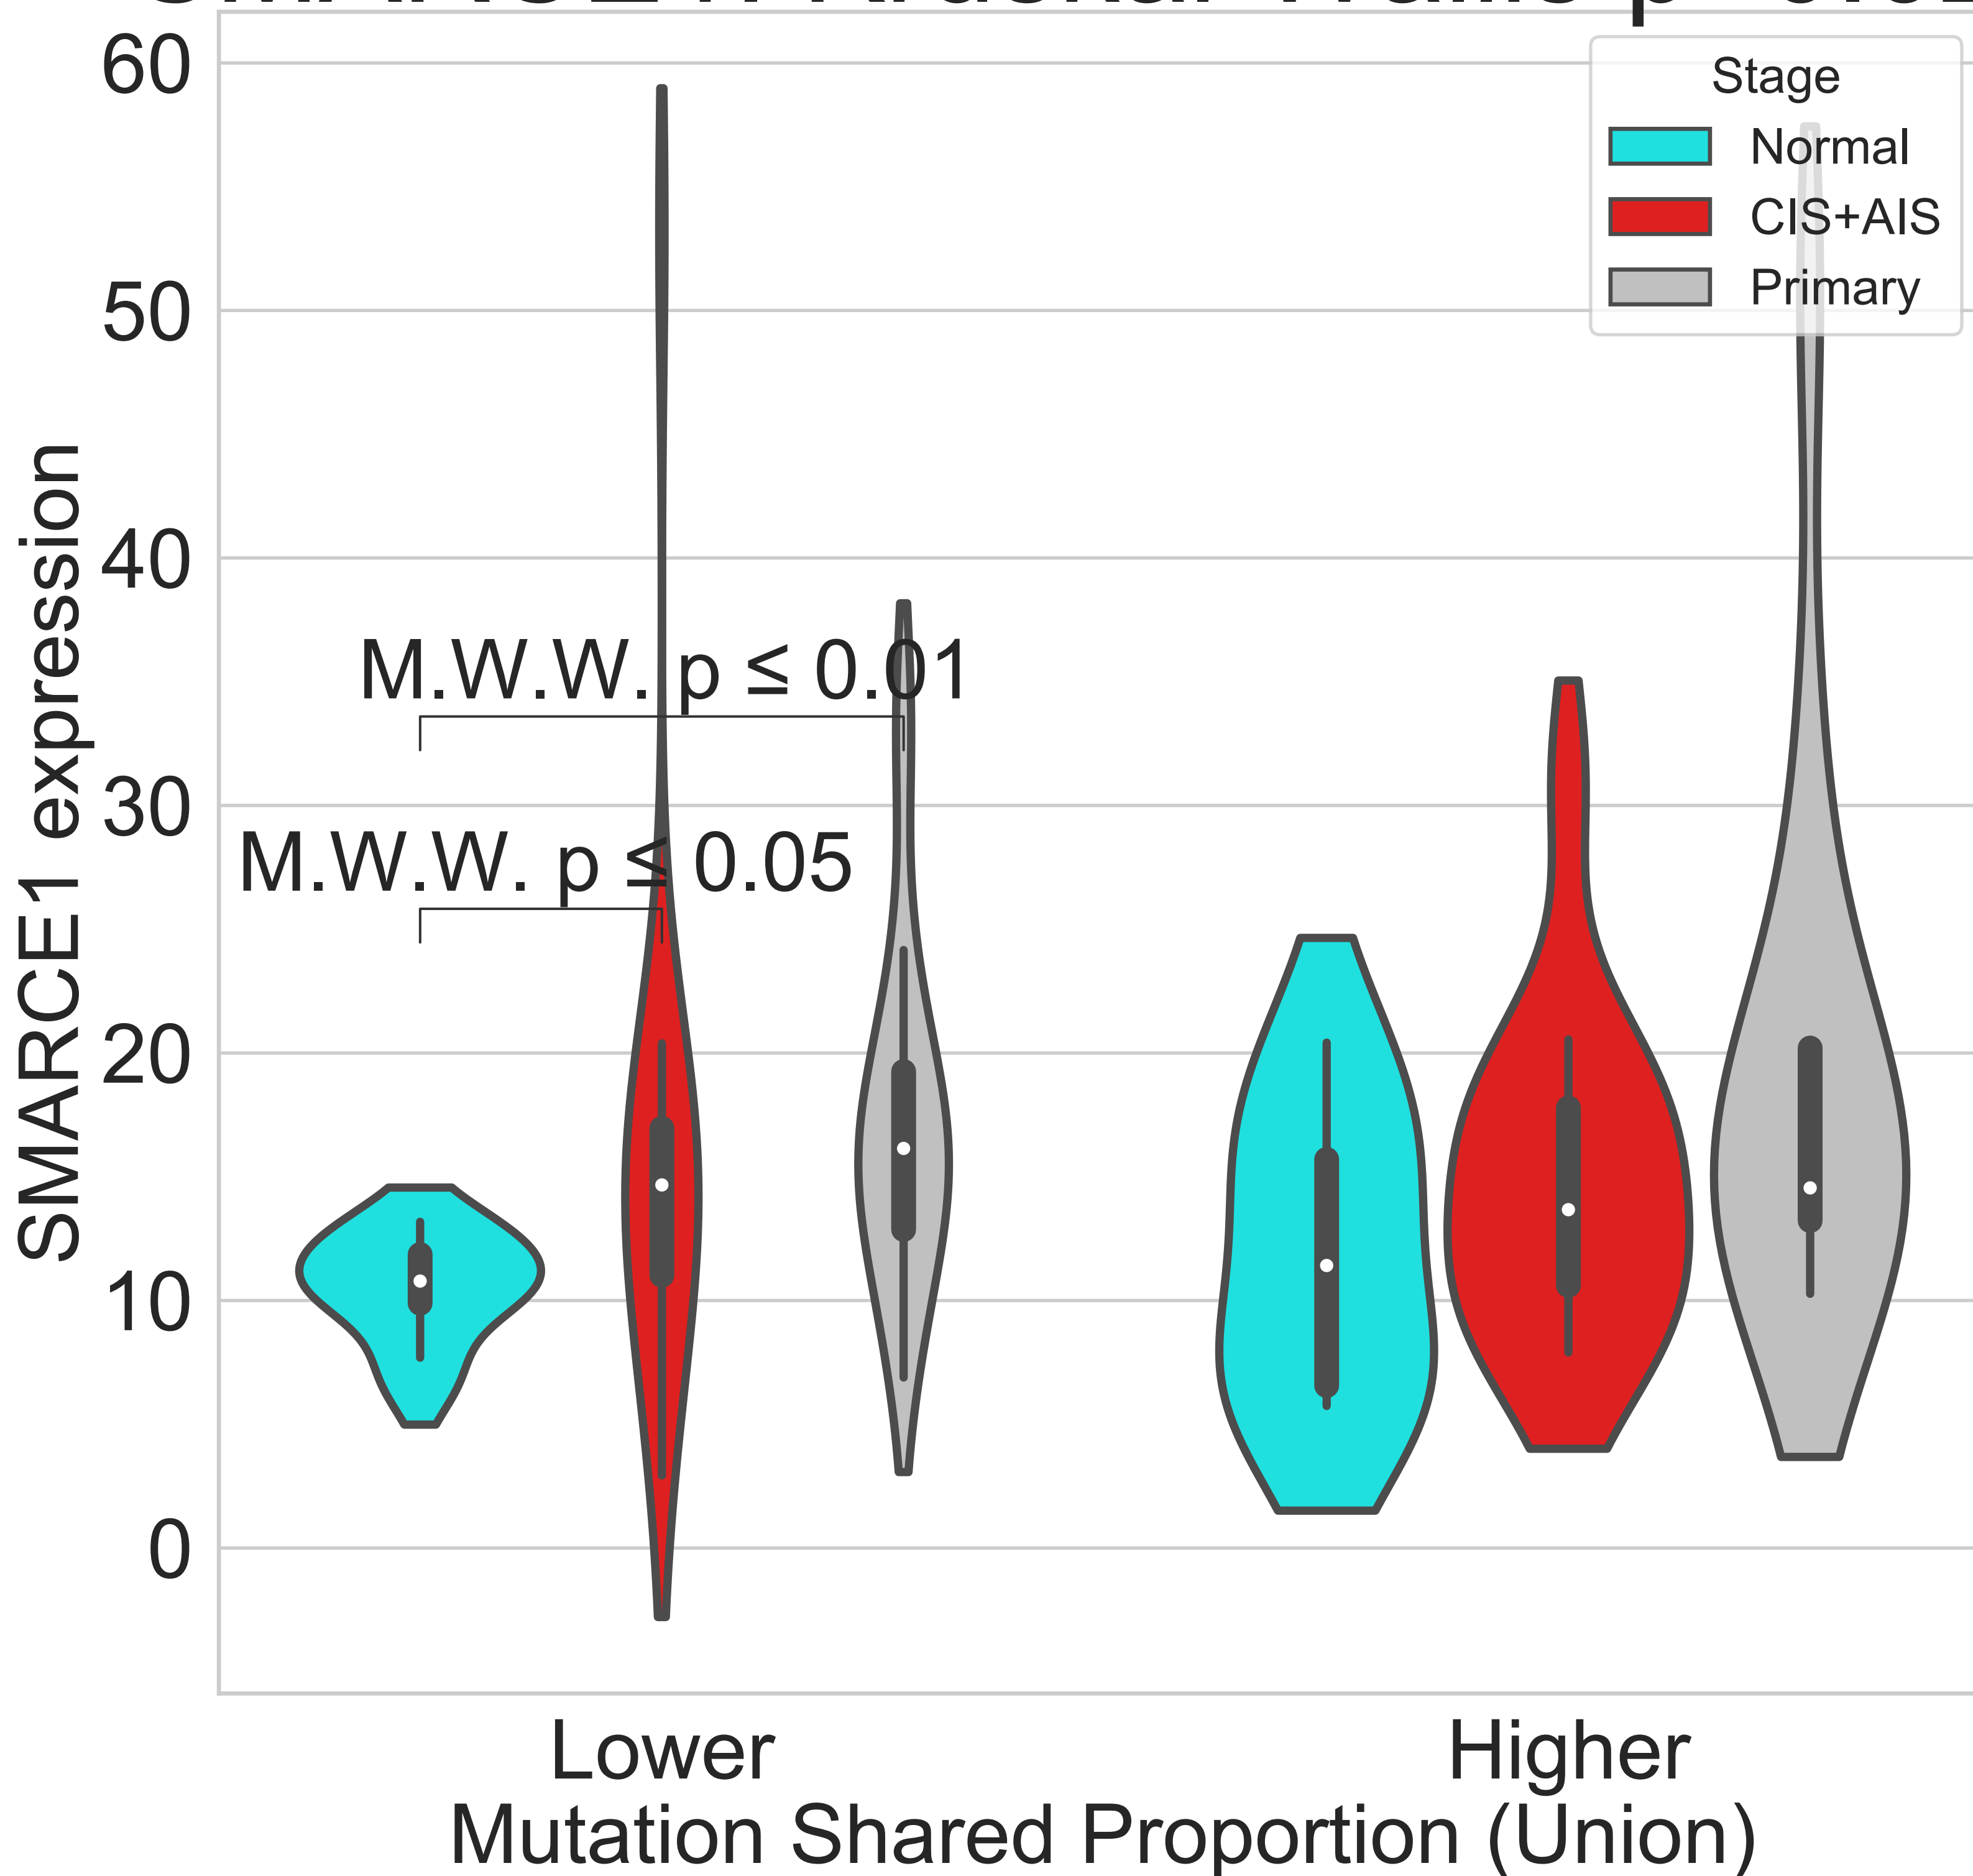 60
50
40
30
20
10
0
SMARCE1 expression
Stage
Normal
CIS+AIS
Primary
M.W.W. p ≤ 0.01
M.W.W. p ≤ 0.05
Lower
Higher
Mutation Shared Proportion (Union)